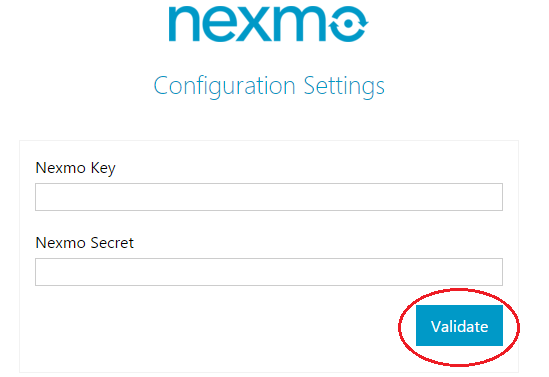 nexmo
Configuration Settings
Nexmo Key
Nexmo Secret
Validate